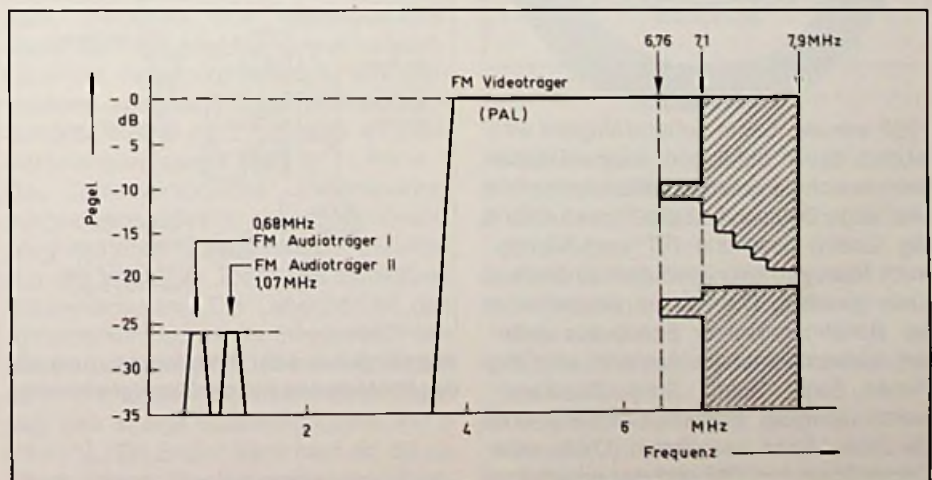 6,76 7,1 7,9MHz
FM Videoträger
(PAL)
Pegel
0
dB
-5
-10
-15
-20
-25
-30
-35
0,68MHz
FM Audioträger I
FM Audioträger II
1,07MHz
2 4 6 MHz
Frequenz